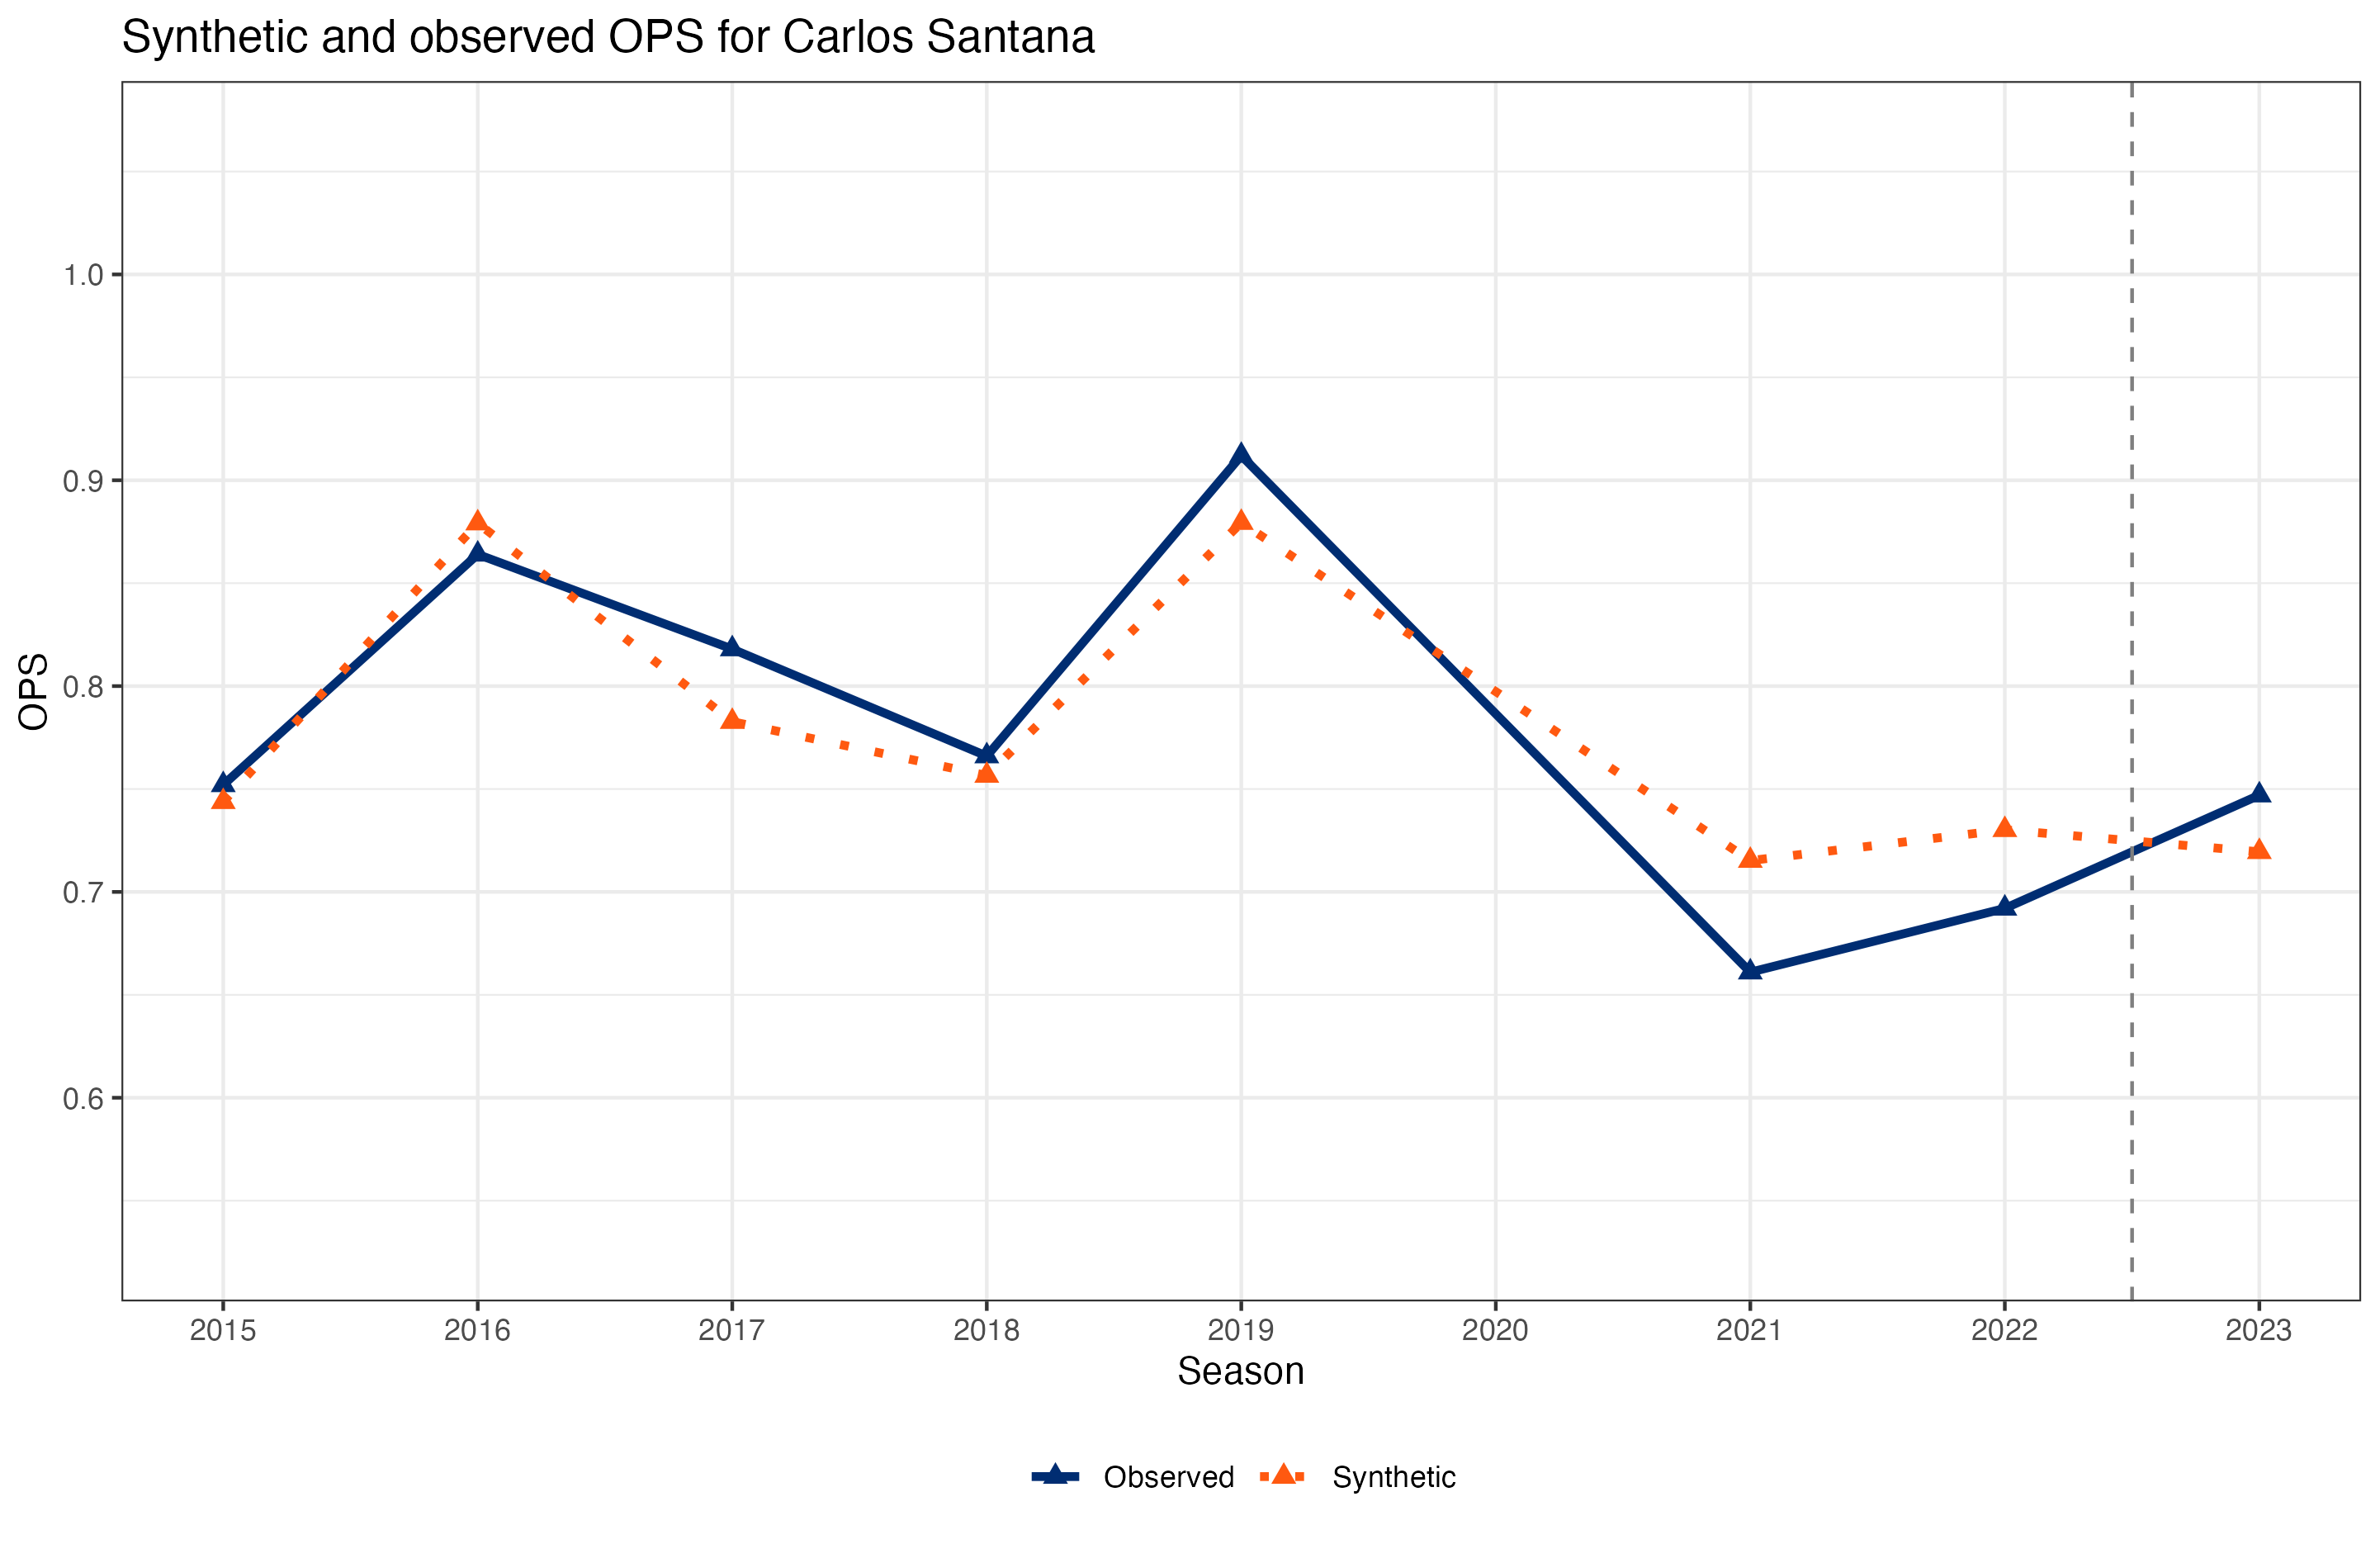 Synthetic and observed OPS for Carlos Santana
OPS
1.0
0.9
0.8
0.7
0.6
2015 2016 2017 2018 2019 2020 2021 2022 2023
Season
Observed Synthetic